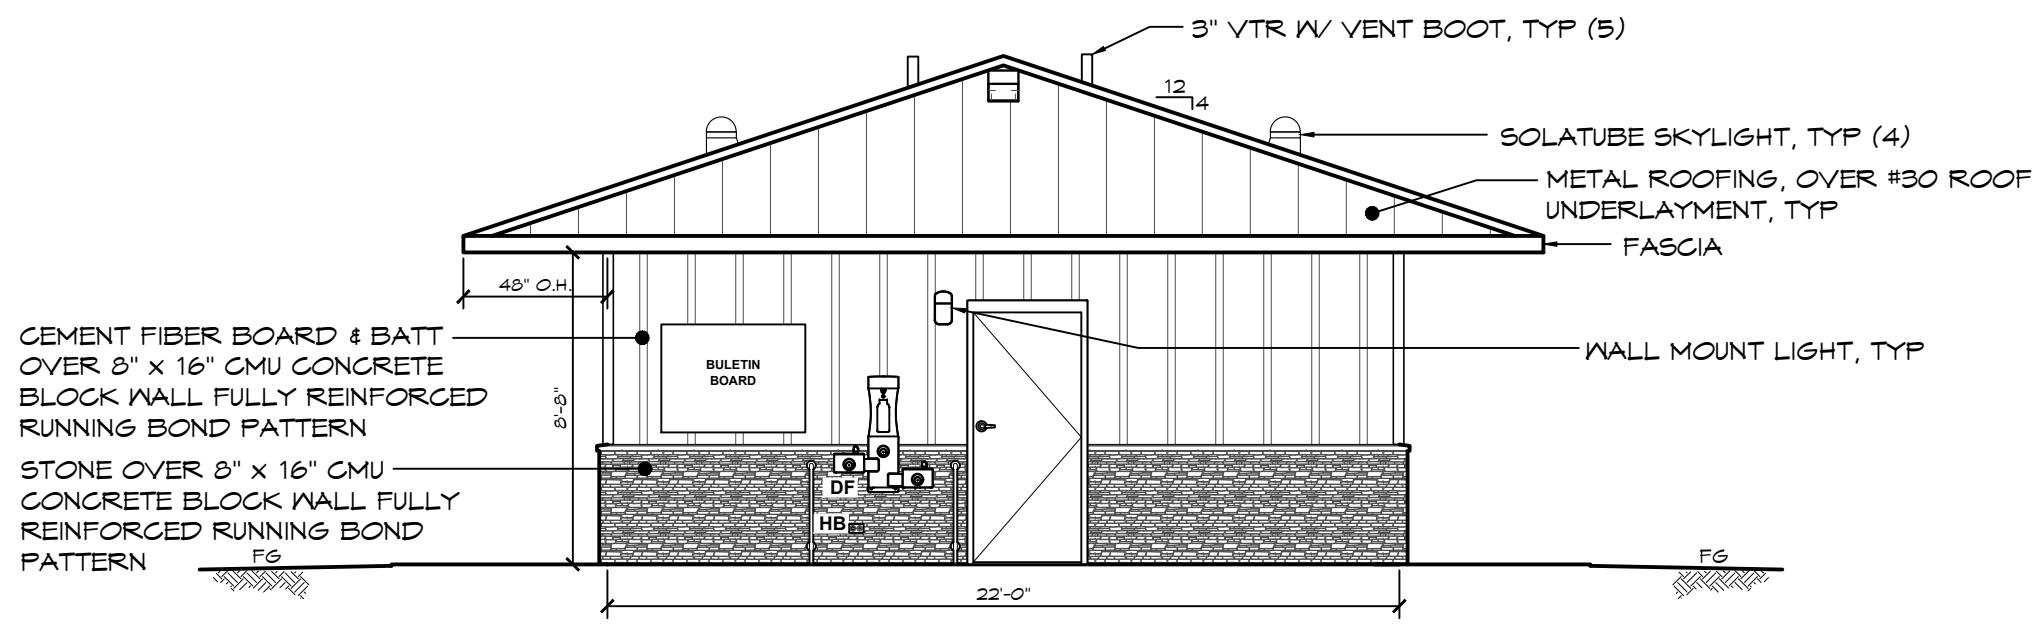 3" VTR W/ VENT BOOT, TYP (5)
12
4
SOLATUBE SKYLIGHT, TYP (4)
METAL ROOFING, OVER #30 ROOF
UNDERLAYMENT, TYP
FASCIA
48" O.H.
CEMENT FIBER BOARD & BATT
OVER 8" x 16" CMU CONCRETE
BLOCK WALL FULLY REINFORCED
RUNNING BOND PATTERN
8'-8"
BULETIN
BOARD
WALL MOUNT LIGHT, TYP
STONE OVER 8" x 16" CMU
CONCRETE BLOCK WALL FULLY
REINFORCED RUNNING BOND
PATTERN
DF
HB
FG
FG
22'-0"